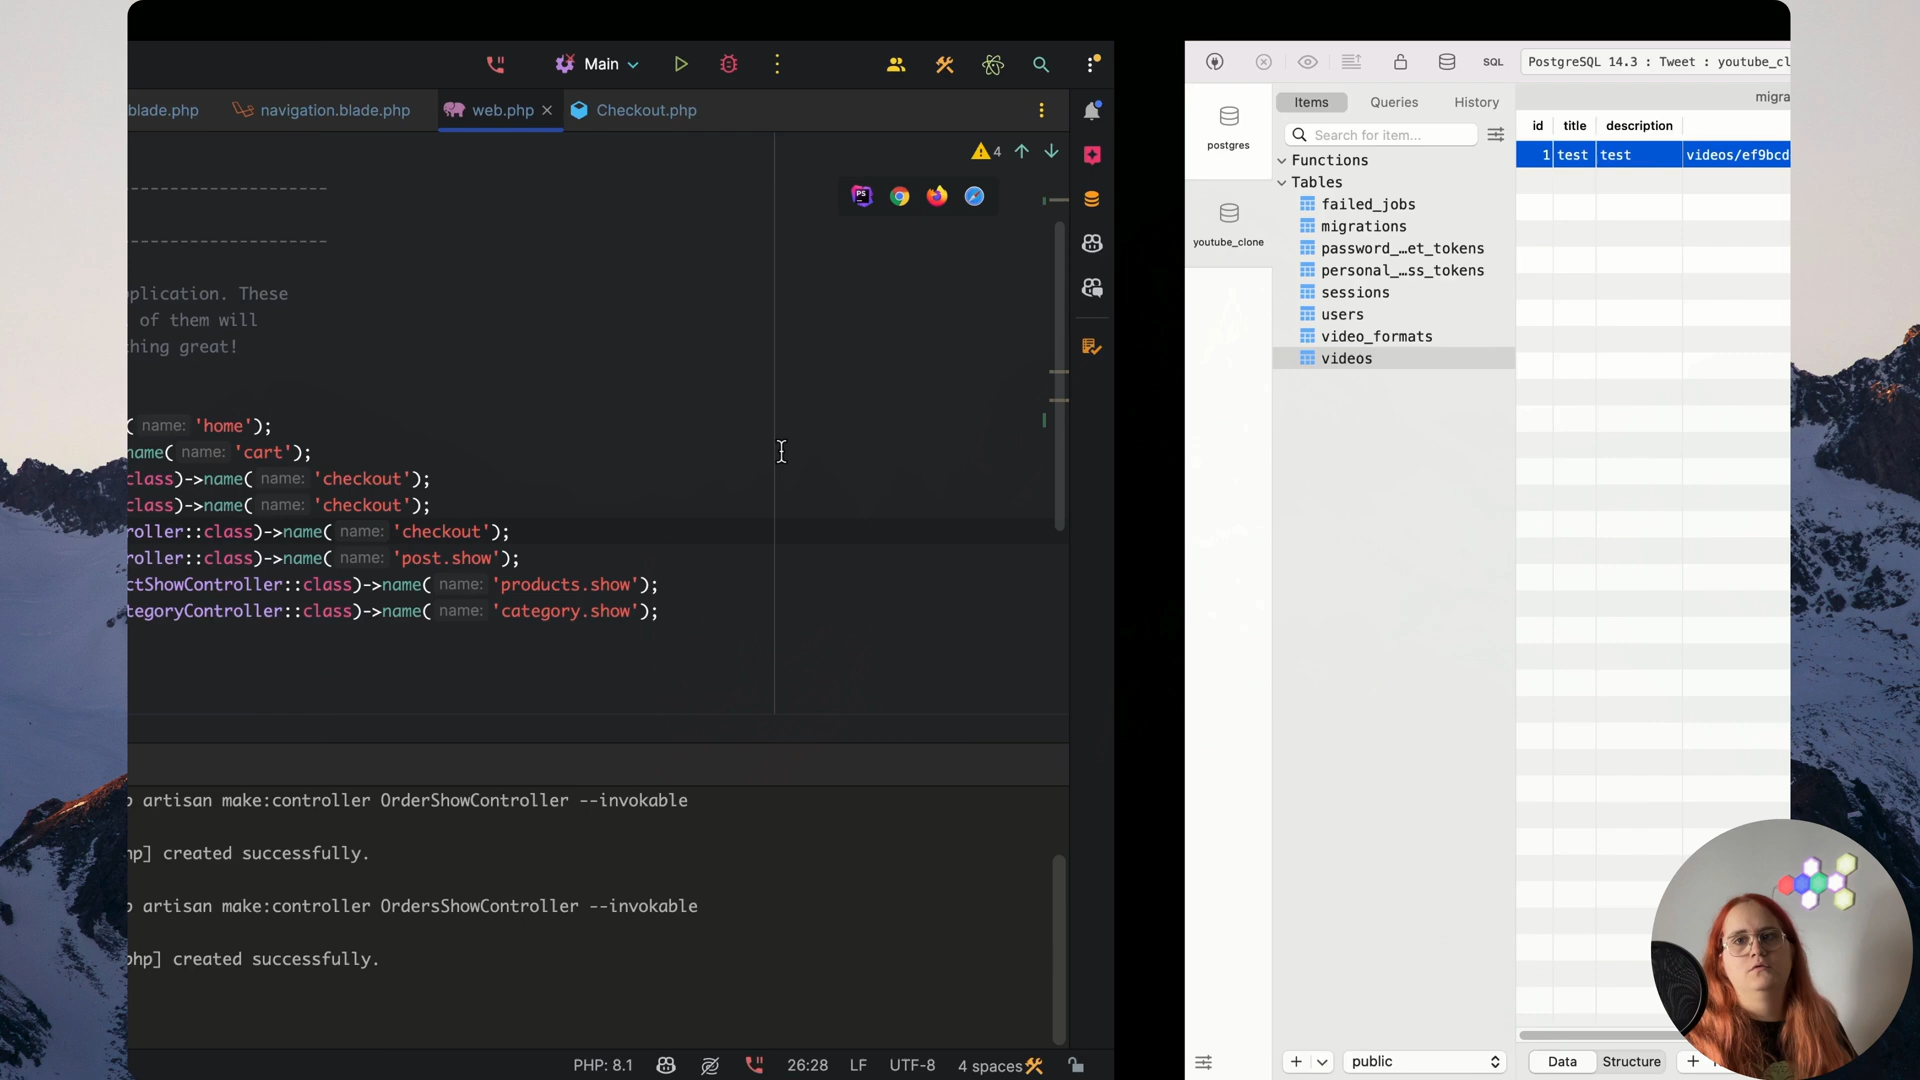 Main
blade.php
navigation.blade.php
web.php
Checkout.php
4
--------------------
--------------------
plication. These
of them will
hing great!
( name: 'home');
name( name: 'cart');
class)->name( name: 'checkout');
class)->name( name: 'checkout');
roller::class)->name( name: 'checkout');
roller::class)->name( name: 'post.show');
ctShowController::class)->name( name: 'products.show');
tegoryController::class)->name( name: 'category.show');
p artisan make:controller OrderShowController --invokable
hp] created successfully.
p artisan make:controller OrdersShowController --invokable
php] created successfully.
PHP: 8.1
26:28
LF
UTF-8
4 spaces
SQL
PostgreSQL 14.3 : Tweet : youtube_cl
postgres
youtube_clone
Items
Queries
History
Search for item...
Functions
Tables
failed_jobs
migrations
password_…et_tokens
personal_…ss_tokens
sessions
users
video_formats
videos
public
migra
id title description
1 test test videos/ef9bcd
Data
Structure
PS